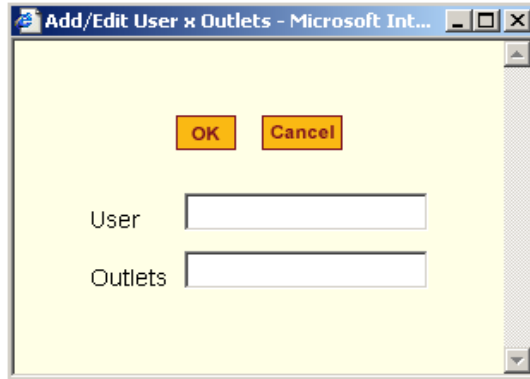 Add/Edit User x Outlets - Microsoft Int...
OK Cancel
User
Outlets